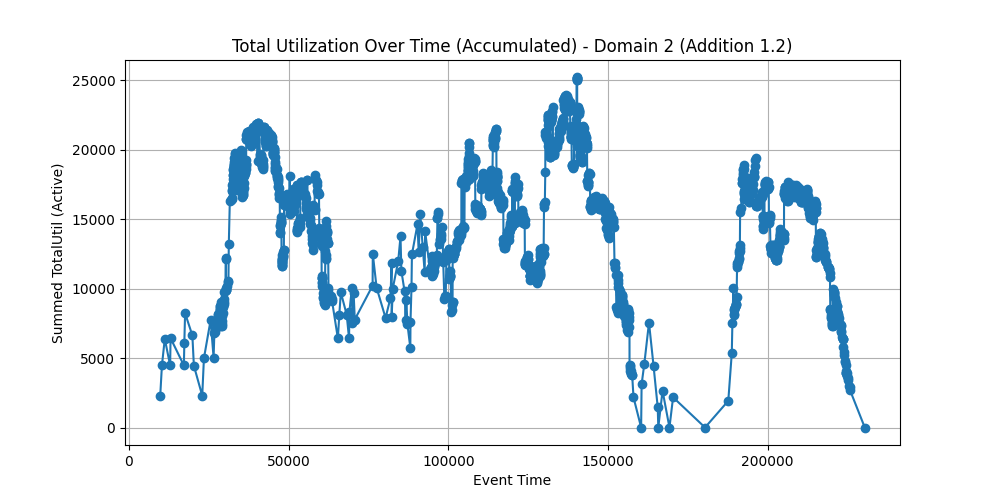 Total Utilization Over Time (Accumulated) - Domain 2 (Addition 1.2)
Summed TotalUtil (Active)
25000
20000
15000
10000
5000
0
0 50000 100000 150000 200000
Event Time